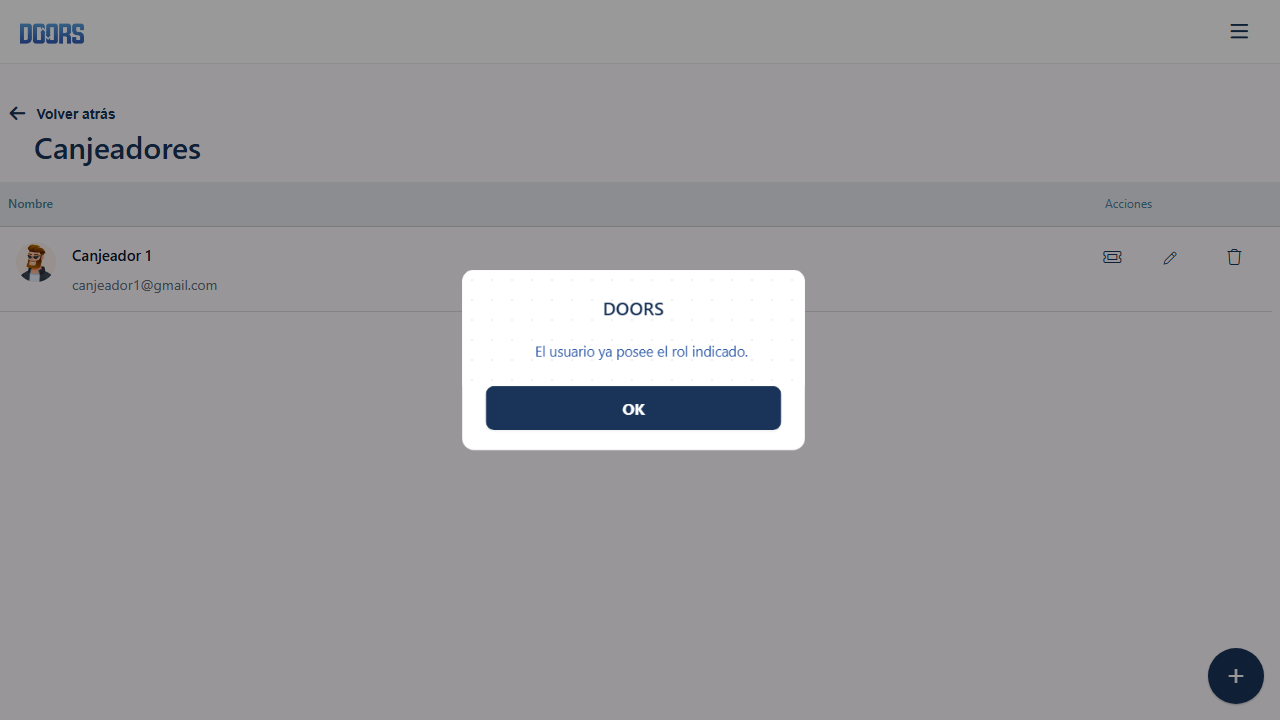 DOORS
Volver atrás
Canjeadores
Nombre
Acciones
Canjeador 1
canjeador1@gmail.com
DOORS
El usuario ya posee el rol indicado.
OK